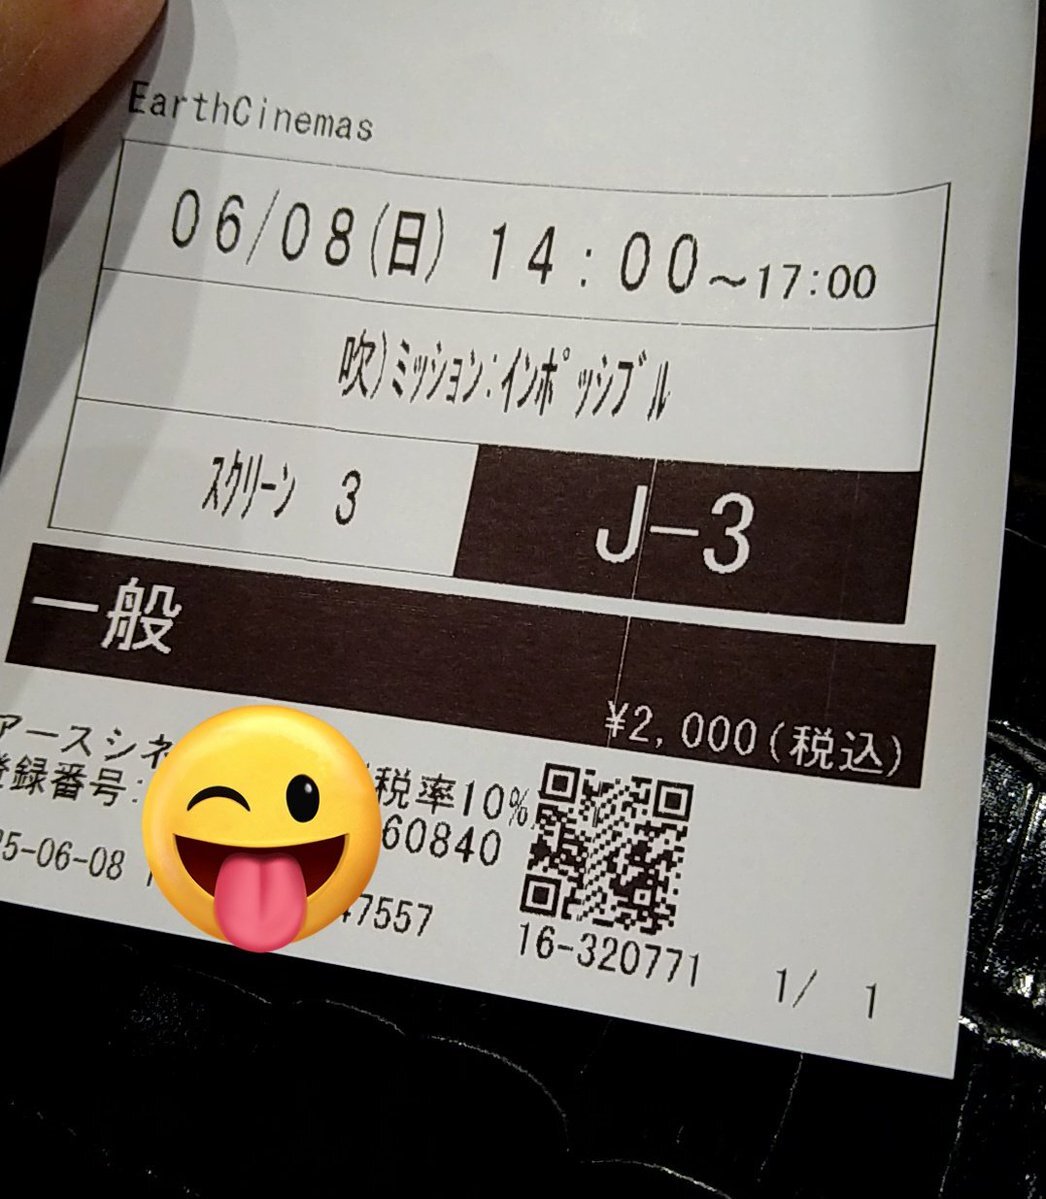 EarthCinemas
06/08(日) 14:00～17:00
吹)ミッション:インポッシブル
スクリーン 3
J-3
一般
¥2,000(税込)
アースシネ
登録番号: 税率10%
60840
5-06-08
47557
16-320771
1/ 1